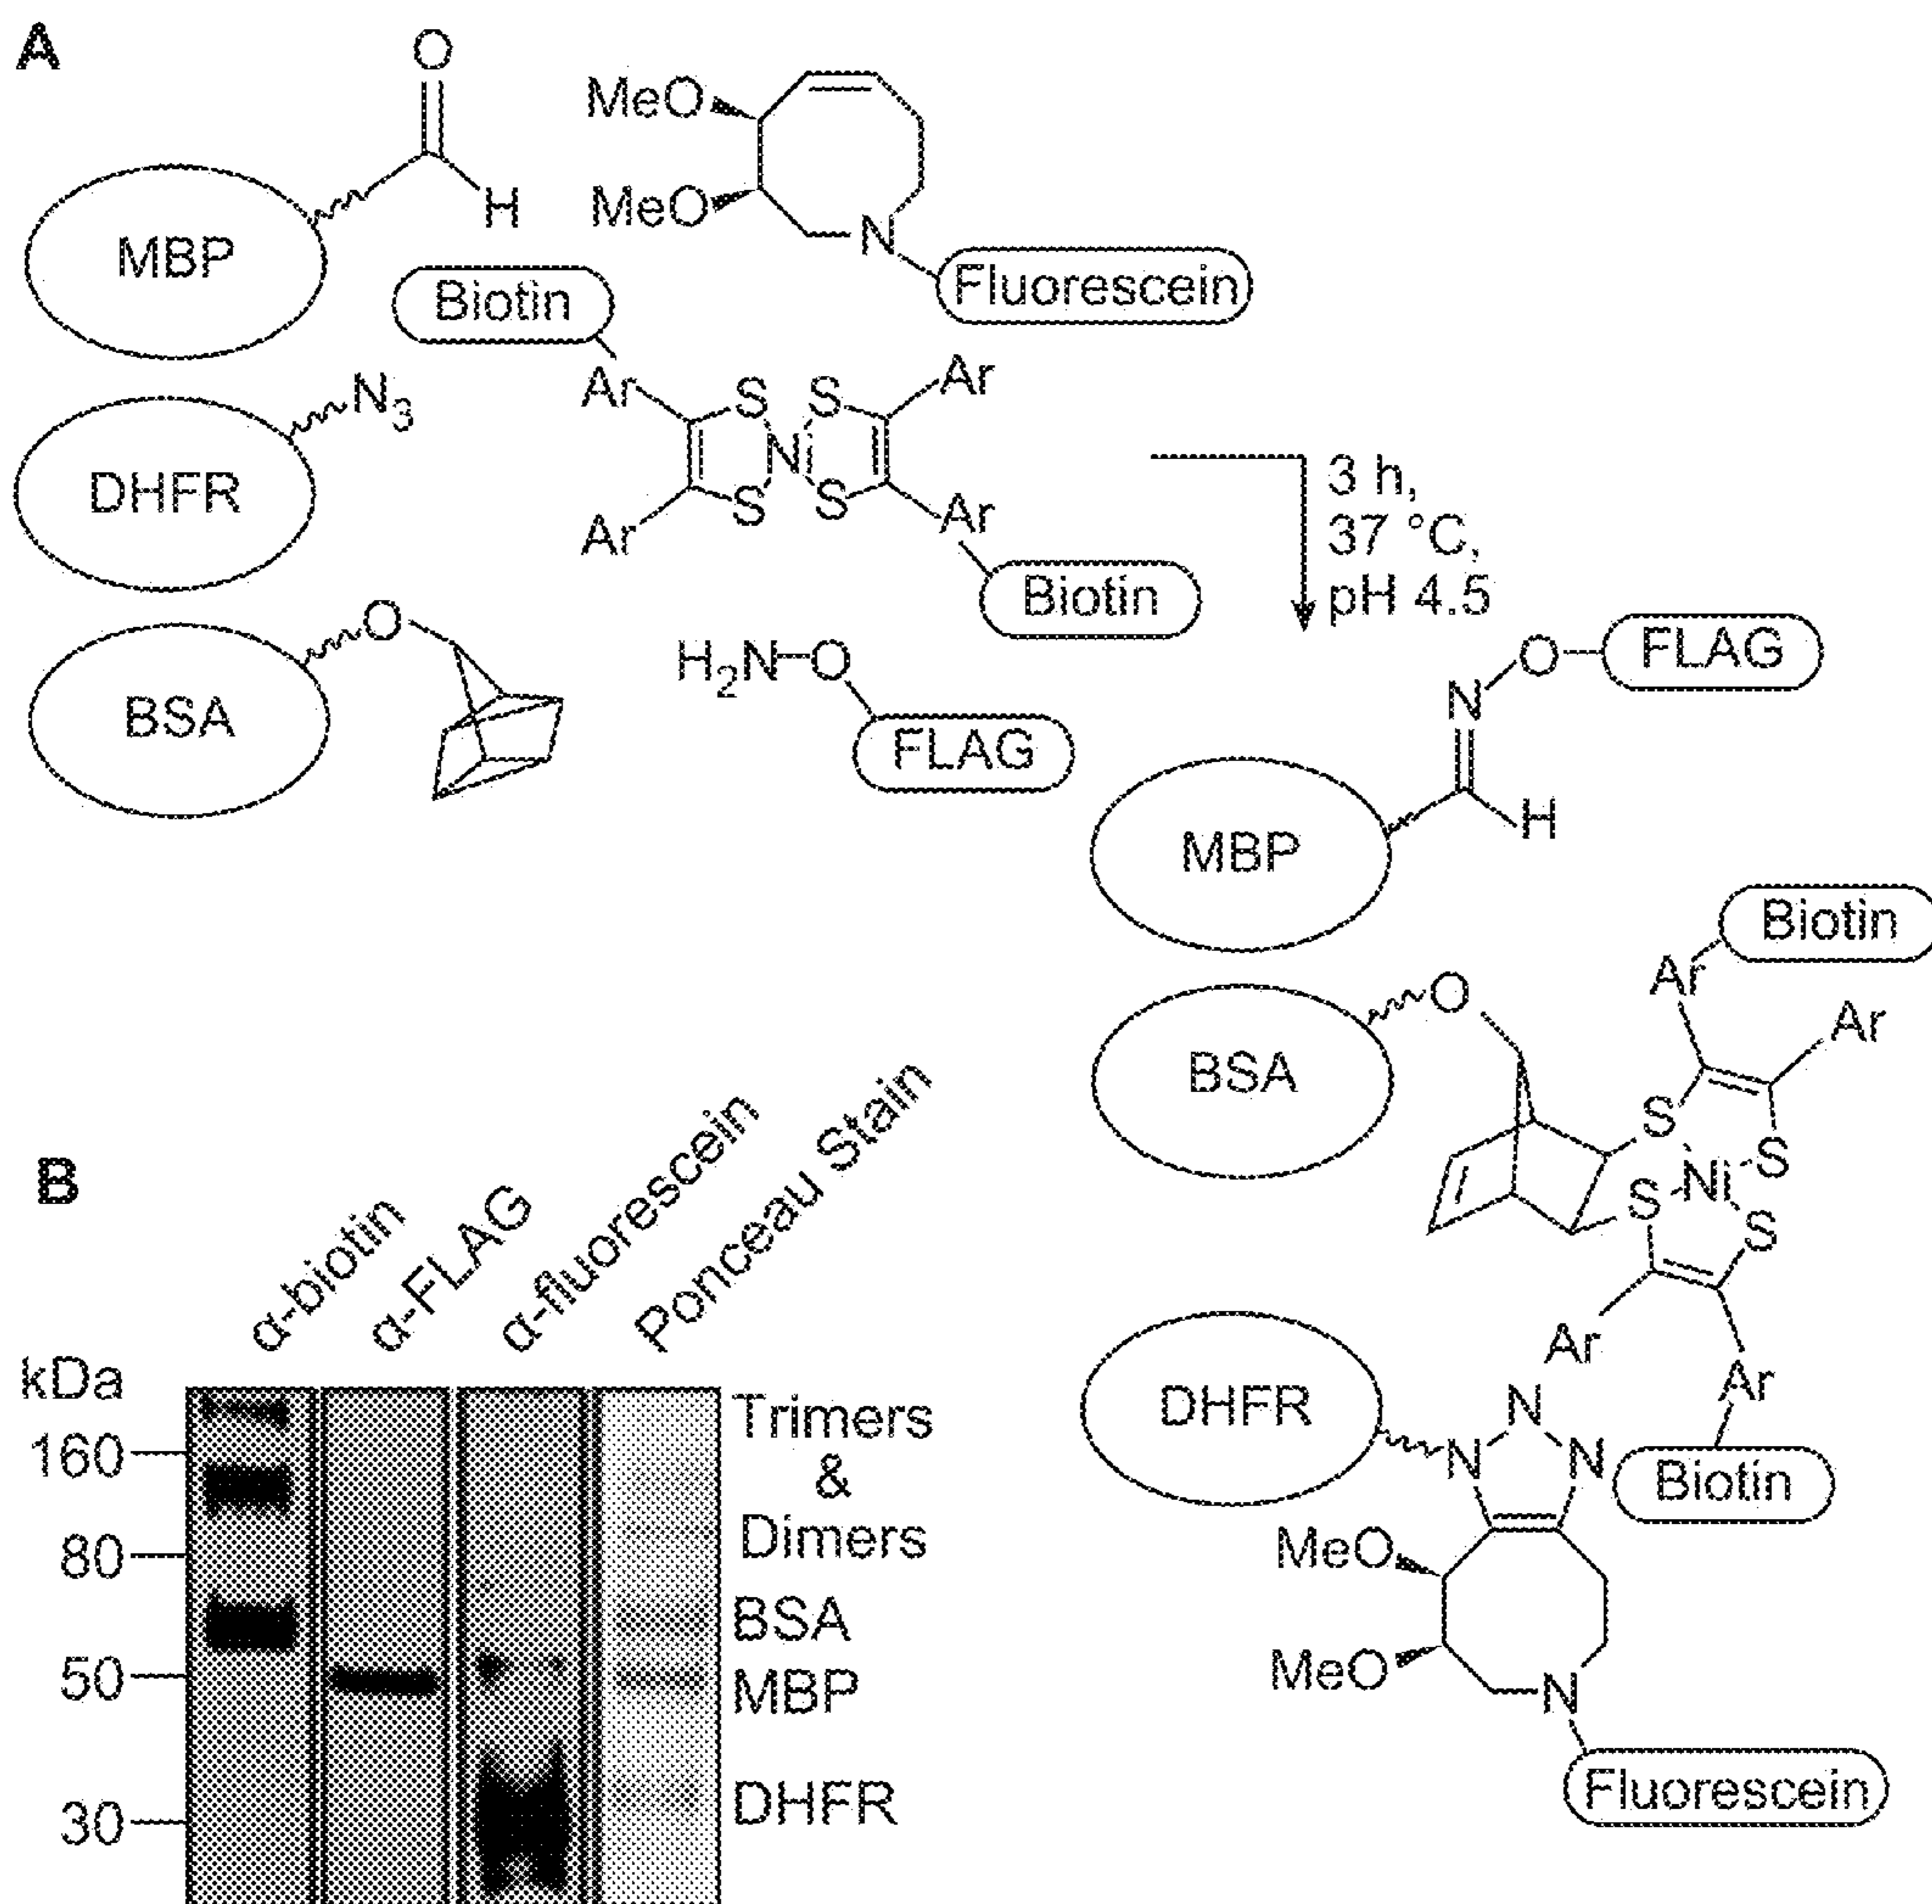 A
O
MeO
H
MeO
N
MBP
Fluorescein
Biotin
N3
Ar
S
S
Ar
DHFR
Ni
S
S
Ar
Ar
3 h,
37 °C,
pH 4.5
Biotin
O
BSA
H2N-O
FLAG
O
FLAG
N
H
MBP
Biotin
Ar
Ar
O
BSA
S
S
Ni
S
S
Ar
Ar
Biotin
DHFR
N
N
N
MeO
MeO
N
Fluorescein
B
α-biotin
α-FLAG
α-fluorescein
Ponceau Stain
kDa
160
80
50
30
Trimers
&
Dimers
BSA
MBP
DHFR